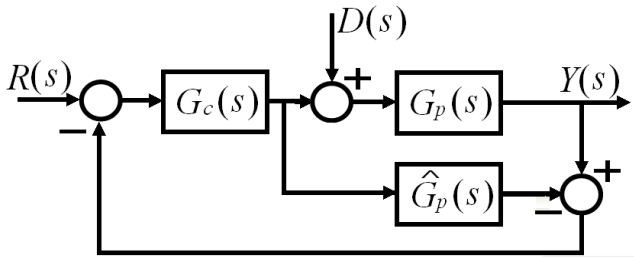 D(s)
R(s)
G_c(s)
+
G_p(s)
Y(s)
−
Ĝ_p(s)
+
−